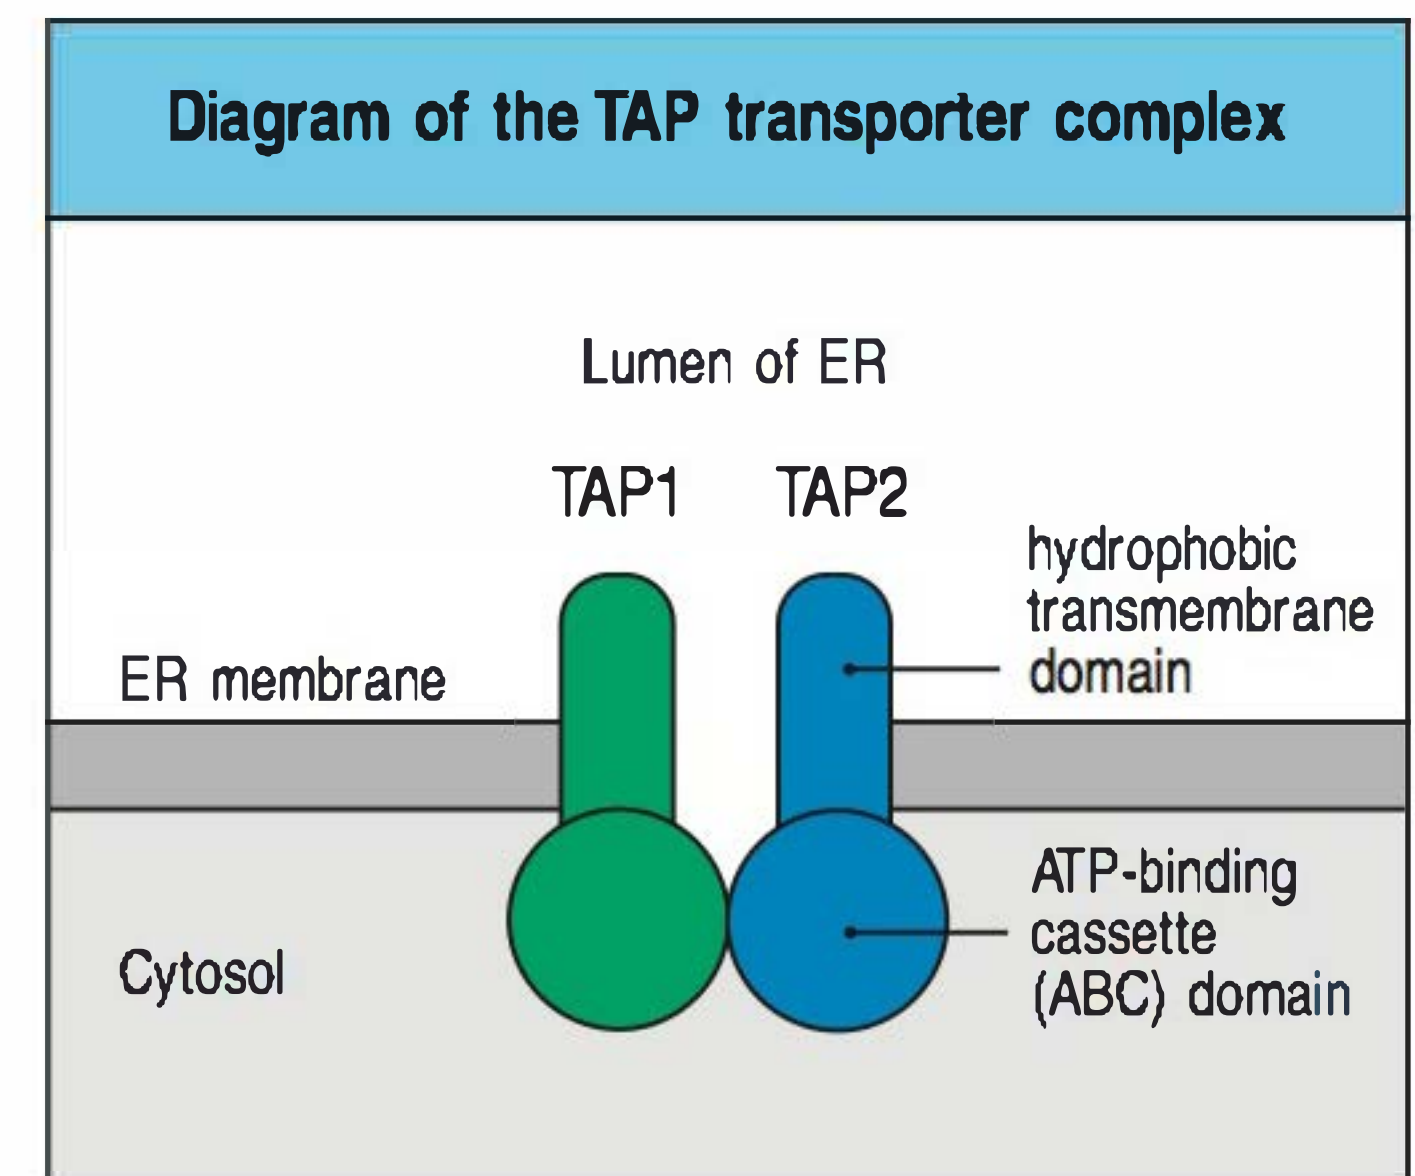 Diagram of the TAP transporter complex
Lumen of ER
TAP1
TAP2
hydrophobic
transmembrane
domain
ER membrane
ATP-binding
cassette
(ABC) domain
Cytosol